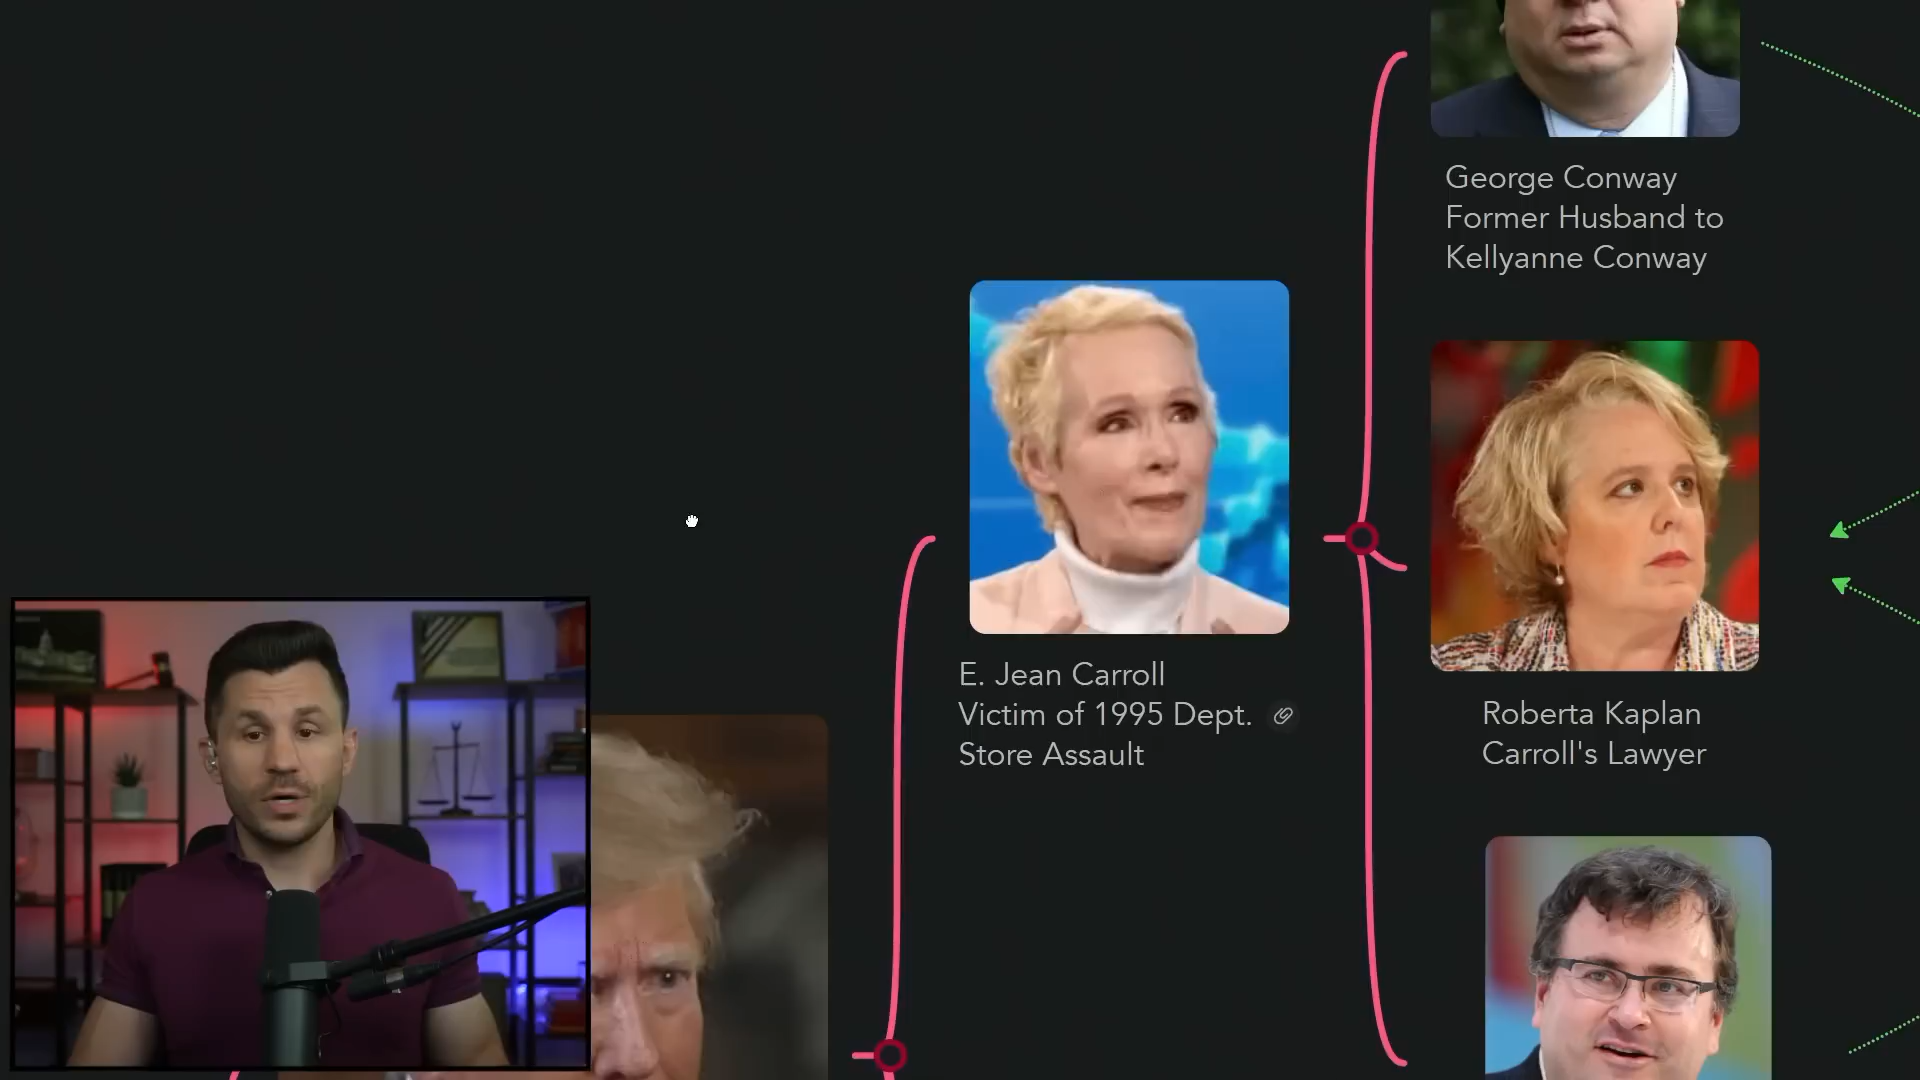 George Conway
Former Husband to
Kellyanne Conway
E. Jean Carroll
Victim of 1995 Dept.
Store Assault
Roberta Kaplan
Carroll's Lawyer